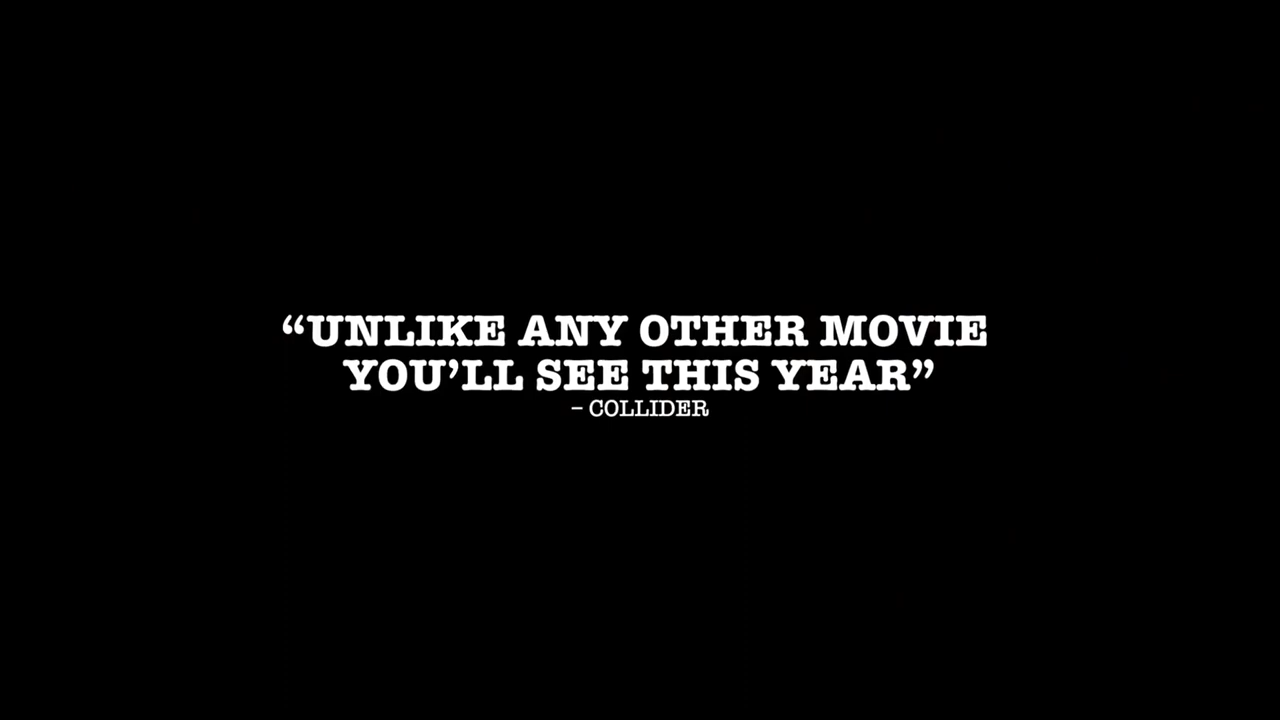 “UNLIKE ANY OTHER MOVIE
YOU’LL SEE THIS YEAR”
– COLLIDER